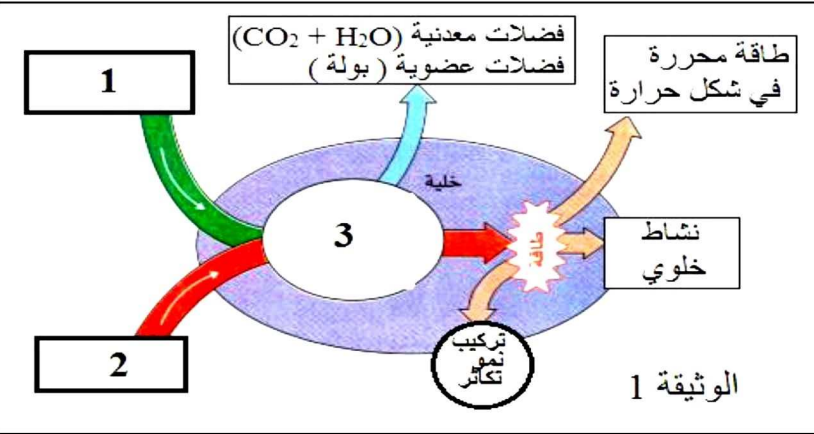 فضلات معدنية (CO2 + H2O)
فضلات عضوية ( بولة )
طاقة محررة
في شكل حرارة
1
خلية
3
طاقة
نشاط
خلوي
2
تركيب
نمو
تكاثر
الوثيقة 1